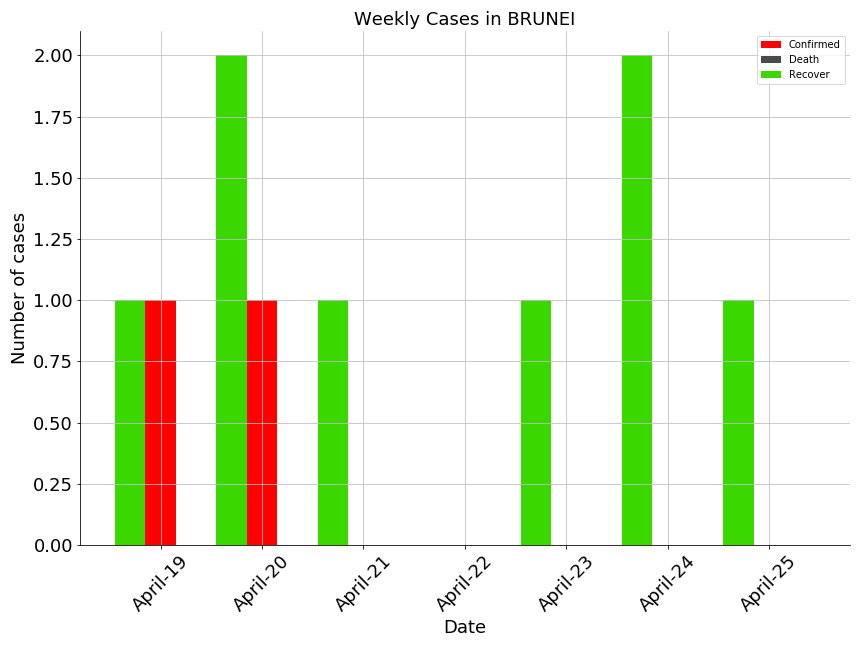 Weekly Cases in BRUNEI
Confirmed
Death
Recover
Number of cases
2.00
1.75
1.50
1.25
1.00
0.75
0.50
0.25
0.00
April-19
April-20
April-21
April-22
April-23
April-24
April-25
Date